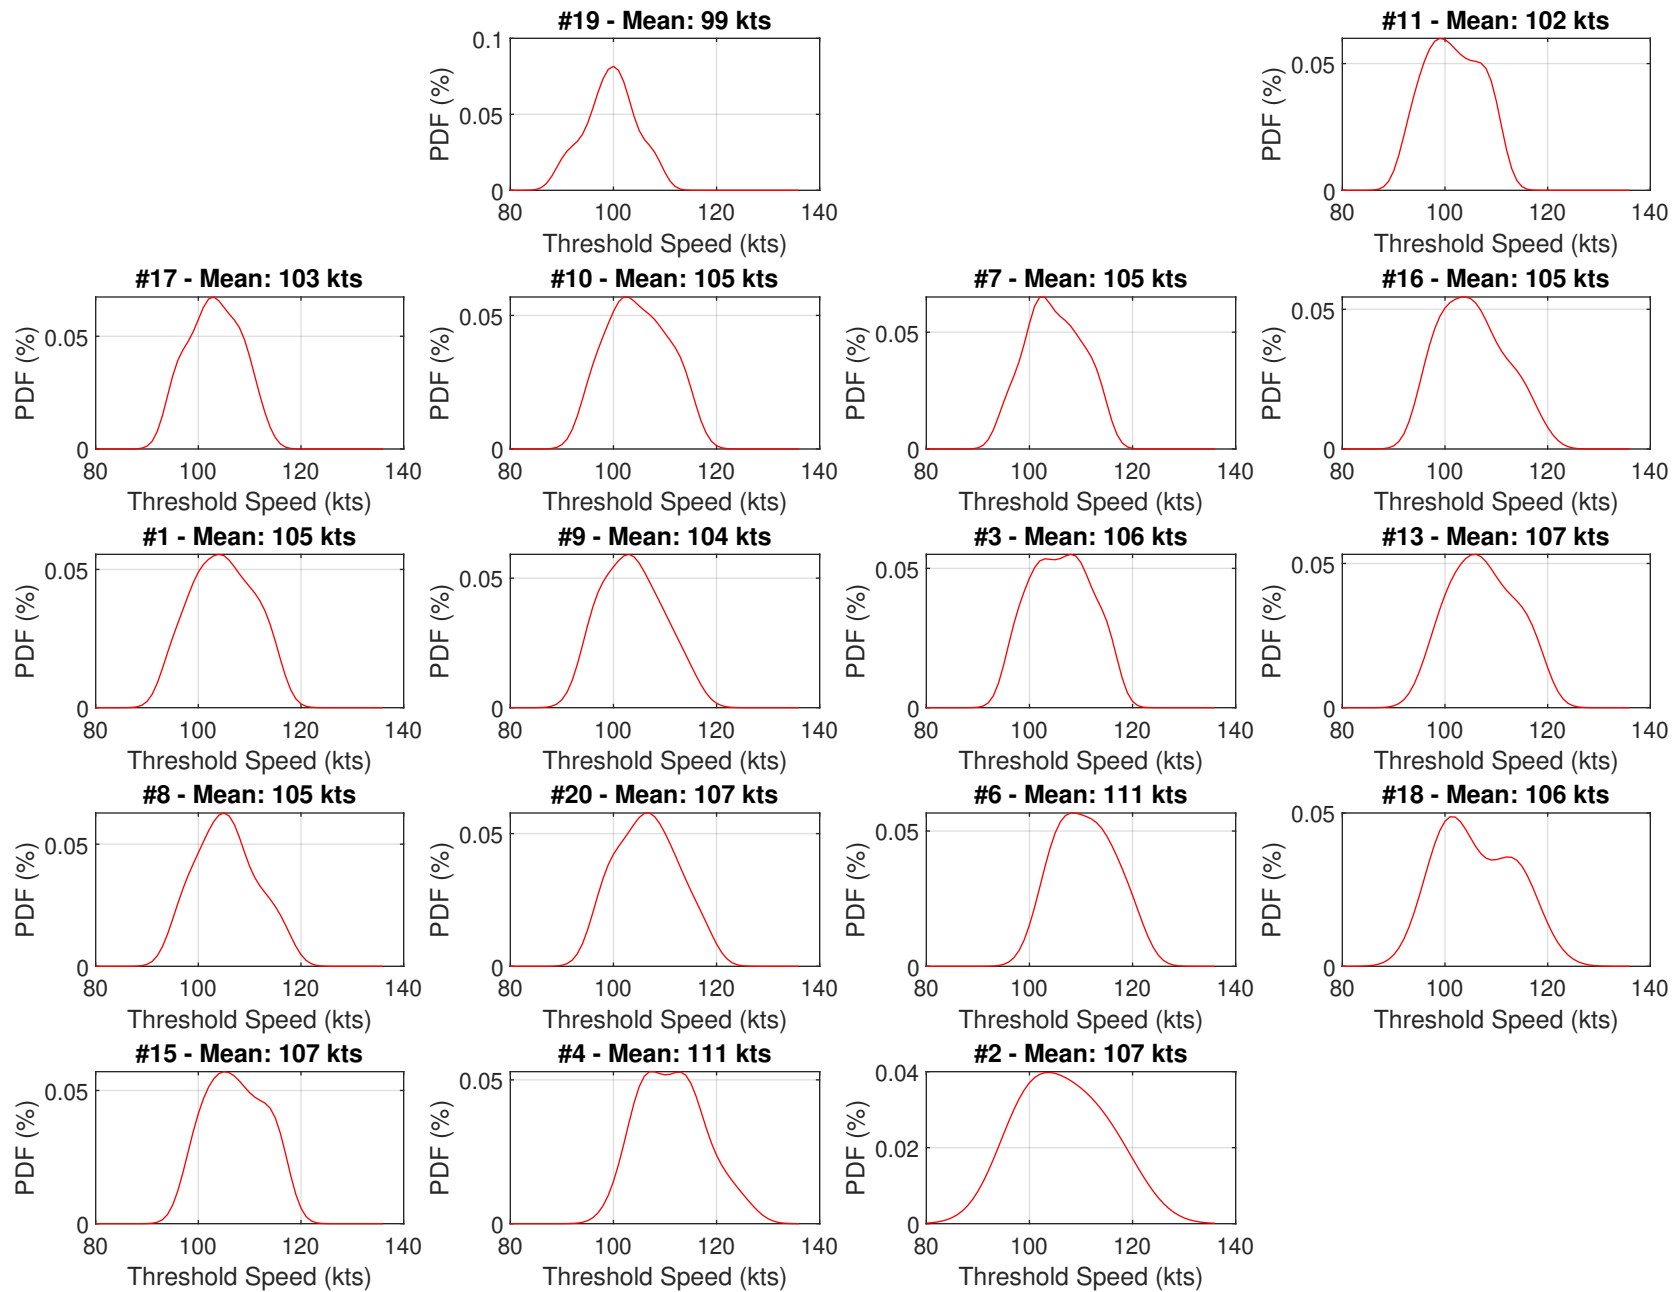 #19 - Mean: 99 kts
0.1
0.05
0
PDF (%)
80 100 120 140
Threshold Speed (kts)
#11 - Mean: 102 kts
0.05
0
PDF (%)
80 100 120 140
Threshold Speed (kts)
#17 - Mean: 103 kts
0.05
0
PDF (%)
80 100 120 140
Threshold Speed (kts)
#10 - Mean: 105 kts
0.05
0
PDF (%)
80 100 120 140
Threshold Speed (kts)
#7 - Mean: 105 kts
0.05
0
PDF (%)
80 100 120 140
Threshold Speed (kts)
#16 - Mean: 105 kts
0.05
0
PDF (%)
80 100 120 140
Threshold Speed (kts)
#1 - Mean: 105 kts
0.05
0
PDF (%)
80 100 120 140
Threshold Speed (kts)
#9 - Mean: 104 kts
0.05
0
PDF (%)
80 100 120 140
Threshold Speed (kts)
#3 - Mean: 106 kts
0.05
0
PDF (%)
80 100 120 140
Threshold Speed (kts)
#13 - Mean: 107 kts
0.05
0
PDF (%)
80 100 120 140
Threshold Speed (kts)
#8 - Mean: 105 kts
0.05
0
PDF (%)
80 100 120 140
Threshold Speed (kts)
#20 - Mean: 107 kts
0.05
0
PDF (%)
80 100 120 140
Threshold Speed (kts)
#6 - Mean: 111 kts
0.05
0
PDF (%)
80 100 120 140
Threshold Speed (kts)
#18 - Mean: 106 kts
0.05
0
PDF (%)
80 100 120 140
Threshold Speed (kts)
#15 - Mean: 107 kts
0.05
0
PDF (%)
80 100 120 140
Threshold Speed (kts)
#4 - Mean: 111 kts
0.05
0
PDF (%)
80 100 120 140
Threshold Speed (kts)
#2 - Mean: 107 kts
0.04
0.02
0
PDF (%)
80 100 120 140
Threshold Speed (kts)